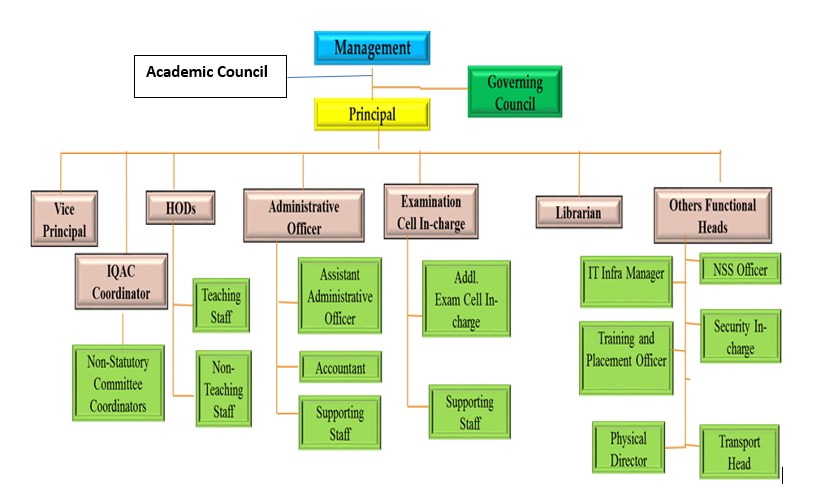 Management
Academic Council
Governing
Council
Principal
Vice
Principal
HODs
Administrative
Officer
Examination
Cell In-charge
Librarian
Others Functional
Heads
IQAC
Coordinator
Teaching
Staff
Assistant
Administrative
Officer
Addl.
Exam Cell In-
charge
IT Infra Manager
NSS Officer
Non-Statutory
Committee
Coordinators
Non-
Teaching
Staff
Accountant
Training and
Placement Officer
Security In-
charge
Supporting
Staff
Supporting
Staff
Physical
Director
Transport
Head